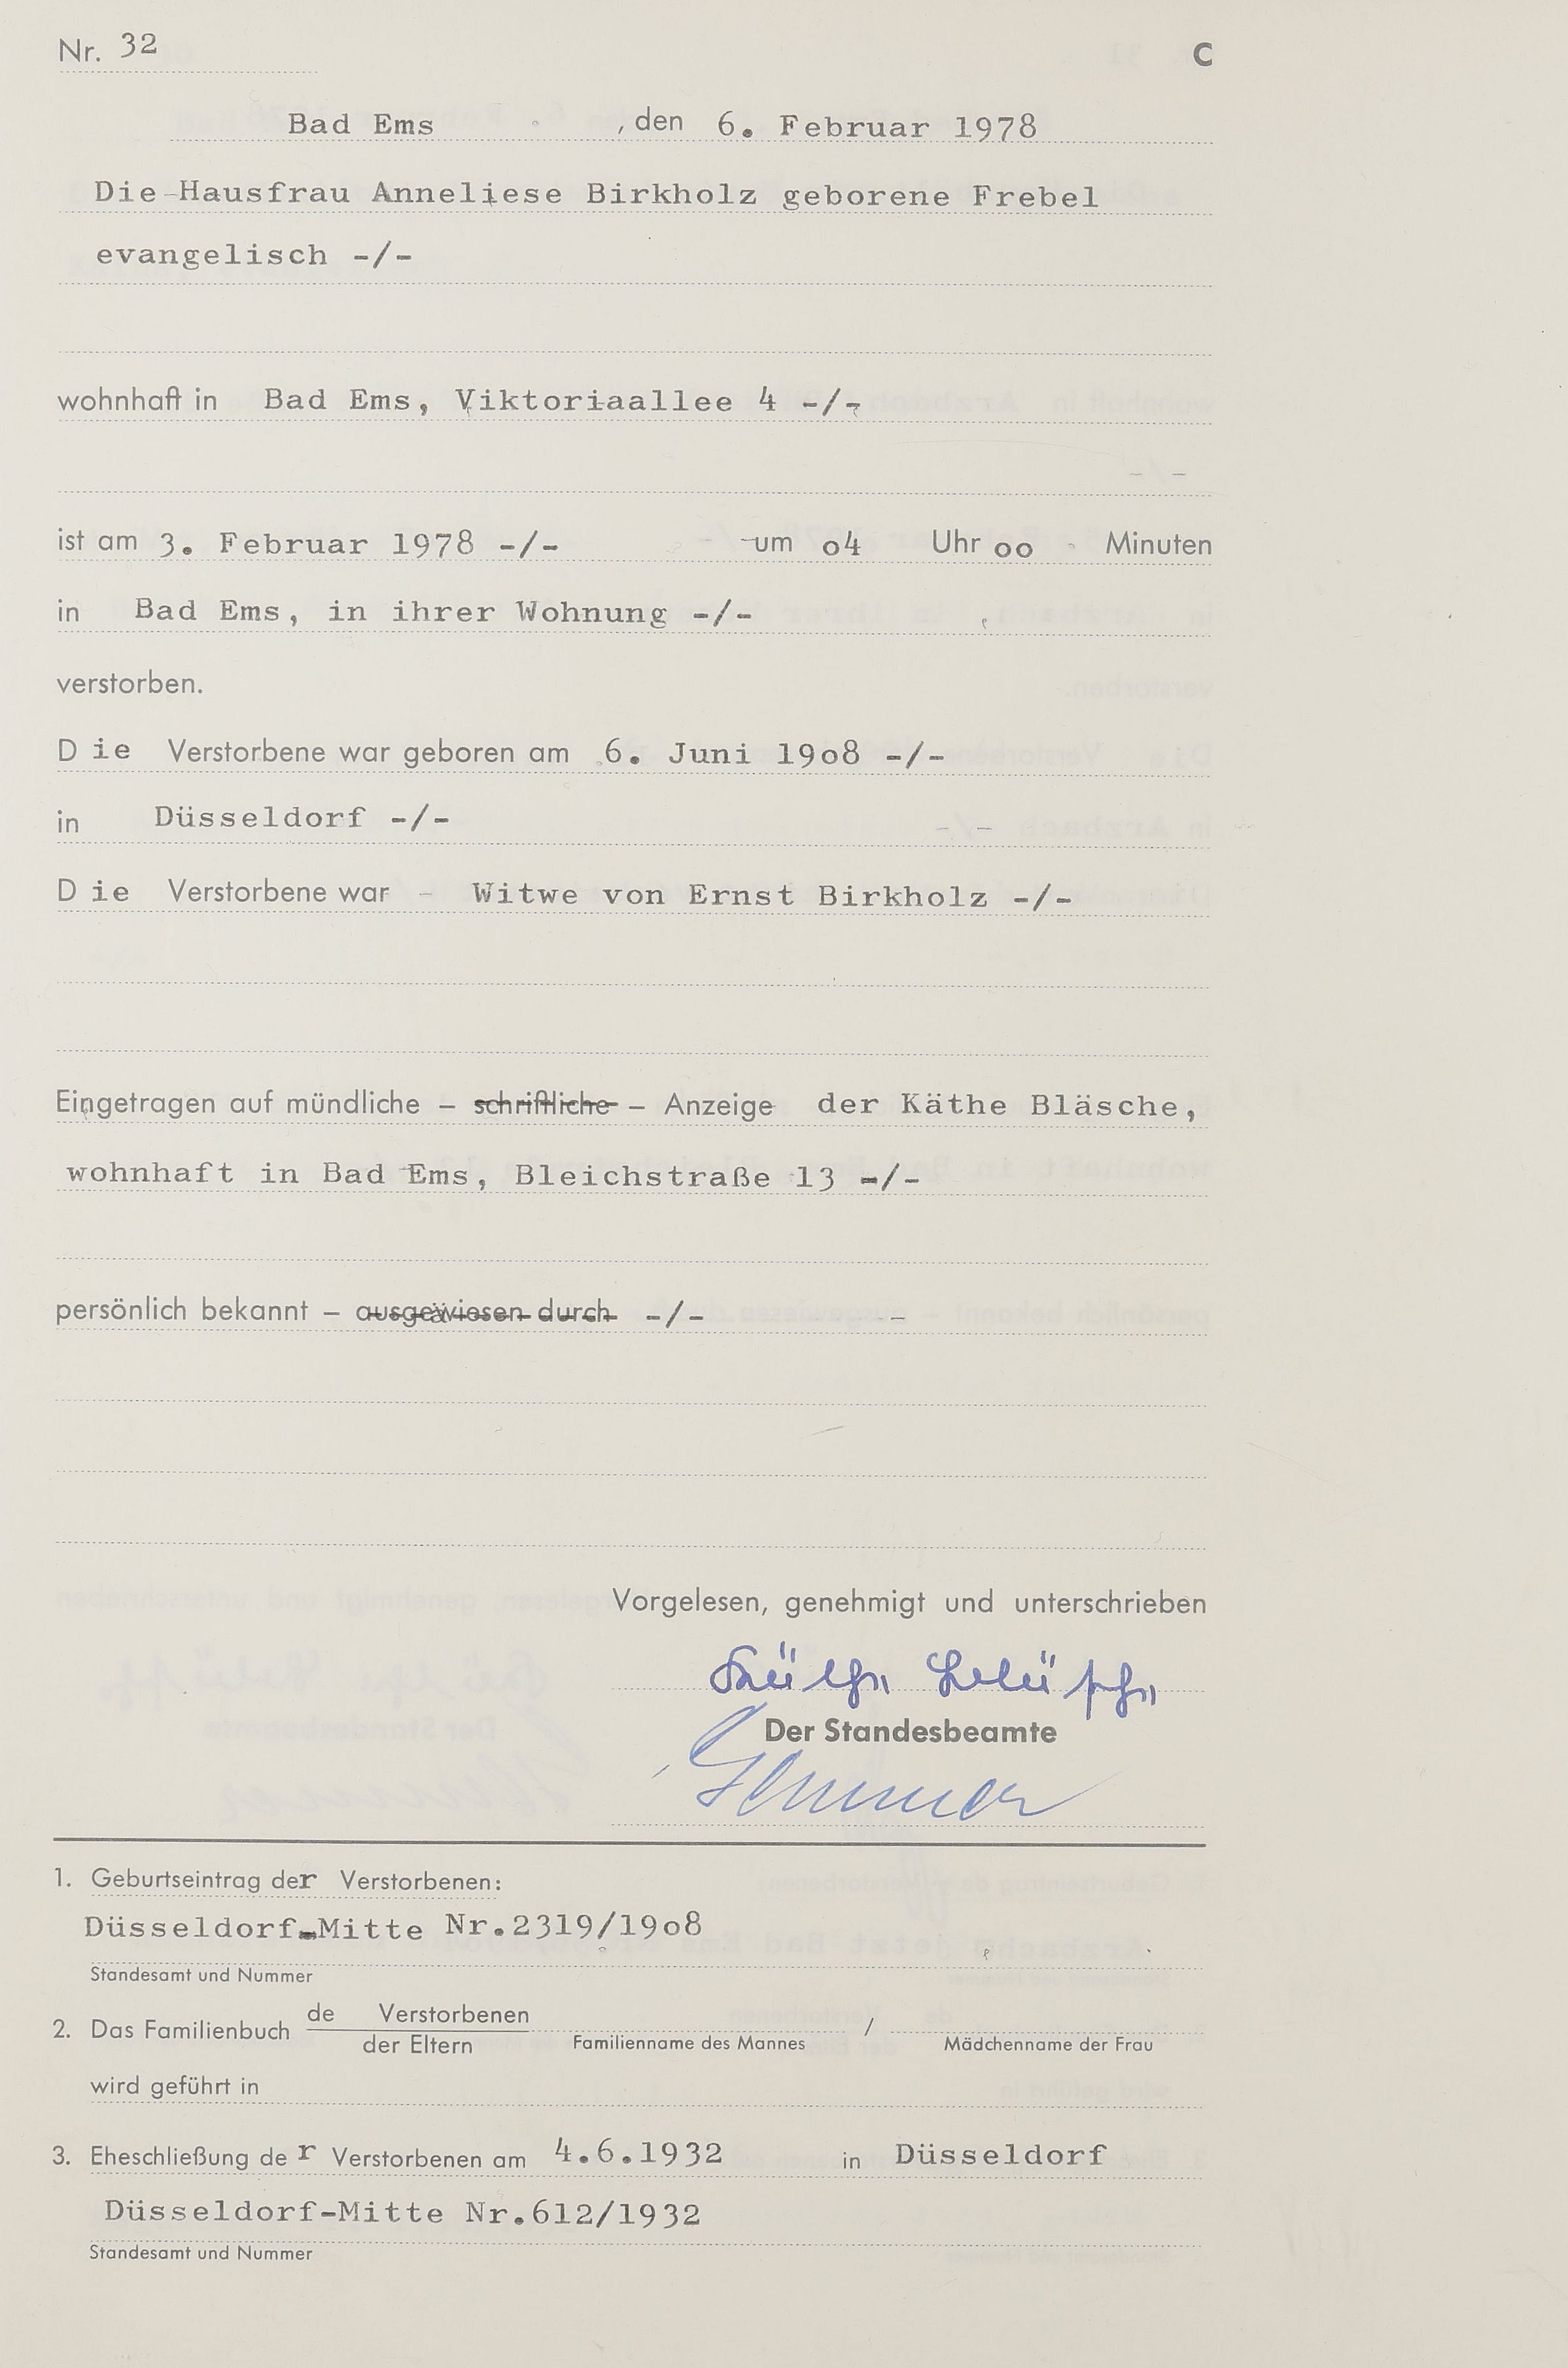 Nr. 32 C
Bad Ems , den 6. Februar 1978
Die Hausfrau Anneliese Birkholz geborene Frebel
evangelisch -/-
wohnhaft in Bad Ems, Viktoriaallee 4 -/-
ist am 3. Februar 1978 -/- um o4 Uhr oo Minuten
in Bad Ems, in ihrer Wohnung -/-
verstorben.
Die Verstorbene war geboren am 6. Juni 19o8 -/-
in Düsseldorf -/-
Die Verstorbene war Witwe von Ernst Birkholz -/-
Eingetragen auf mündliche – schriftliche – Anzeige der Käthe Bläsche,
wohnhaft in Bad Ems, Bleichstraße 13 -/-
persönlich bekannt – ausgewiesen durch -/-
Vorgelesen, genehmigt und unterschrieben
Käthe Bläsche
Der Standesbeamte
1. Geburtseintrag der Verstorbenen:
Düsseldorf-Mitte Nr.2319/19o8
Standesamt und Nummer
2. Das Familienbuch de Verstorbenen
der Eltern / Familienname des Mannes Mädchenname der Frau
wird geführt in
3. Eheschließung der Verstorbenen am 4.6.1932 in Düsseldorf
Düsseldorf-Mitte Nr.612/1932
Standesamt und Nummer